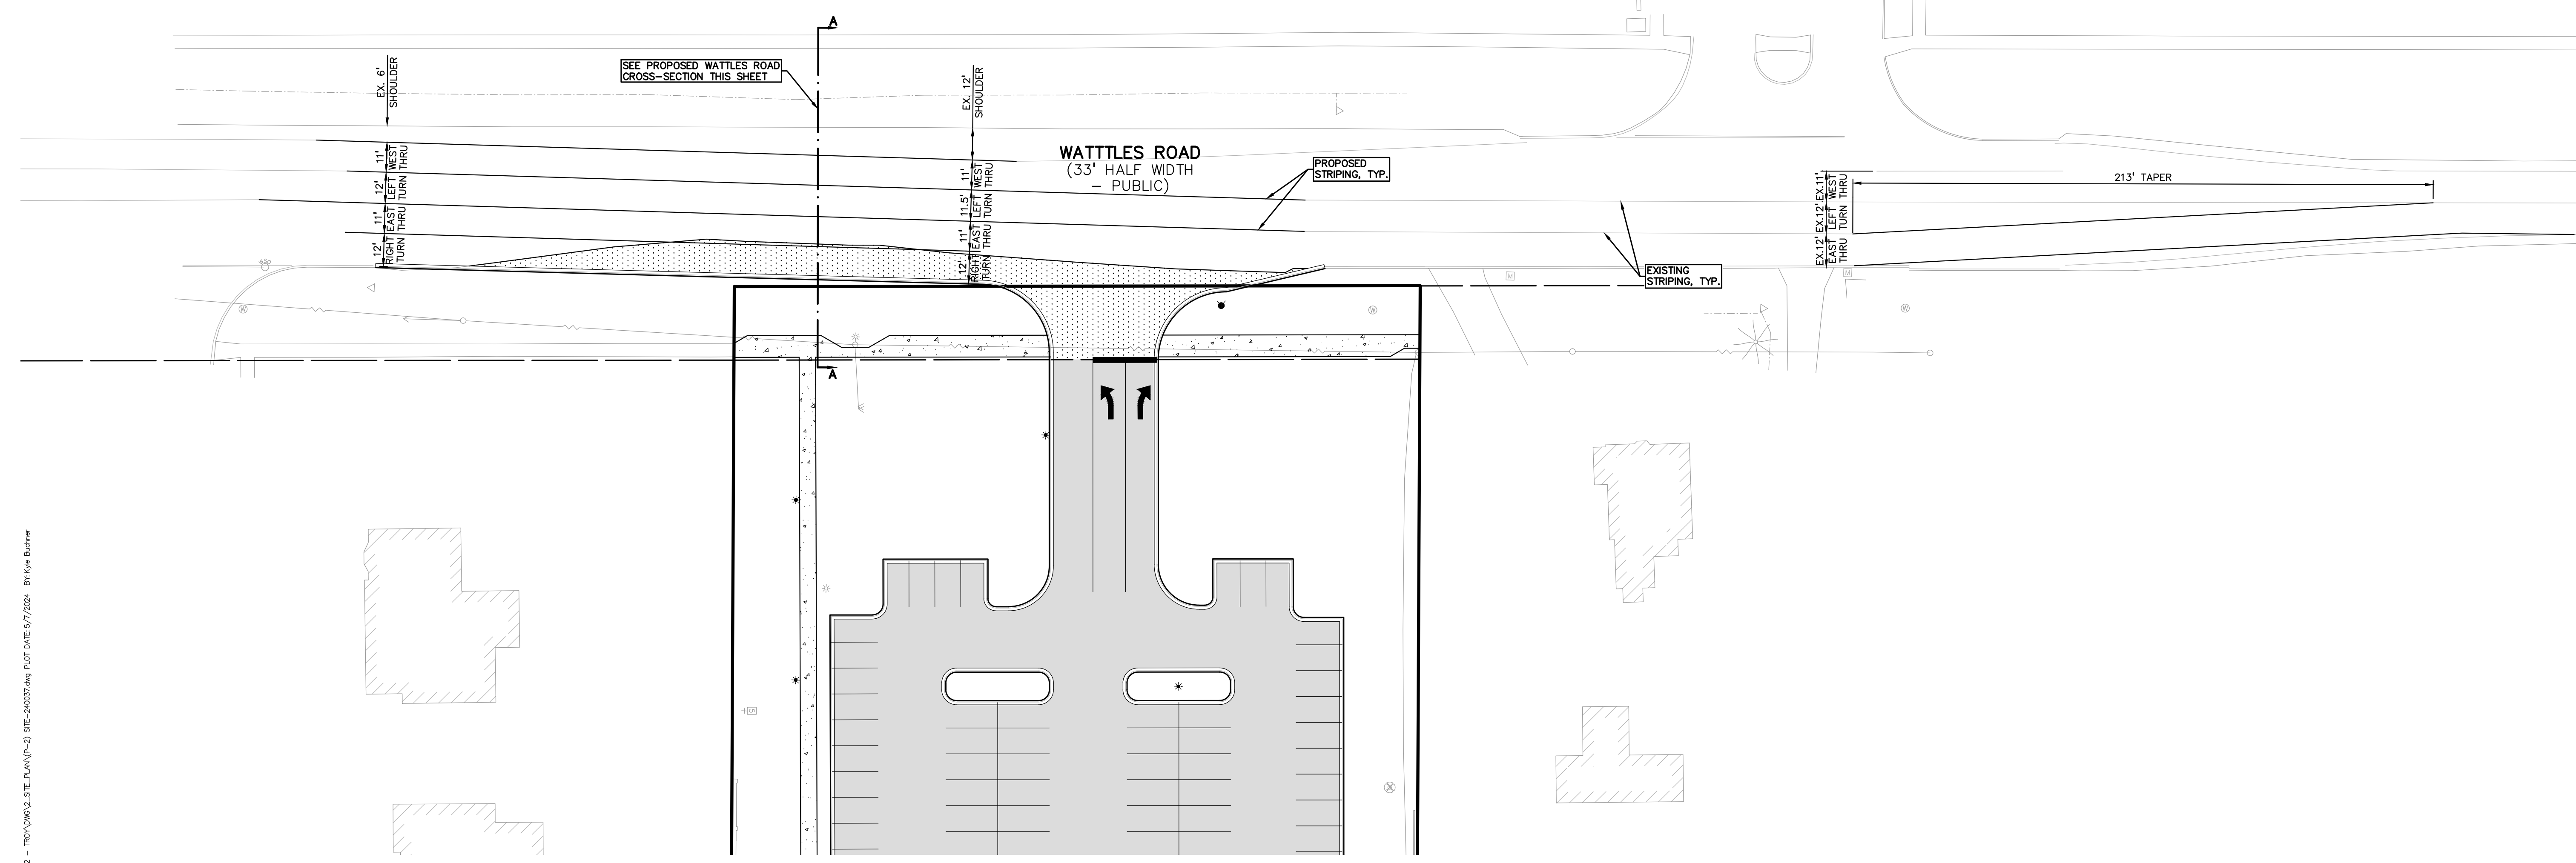 A
SEE PROPOSED WATTLES ROAD
CROSS-SECTION THIS SHEET
EX. 6'
SHOULDER
EX. 12'
SHOULDER
11'
WEST
THRU
12'
LEFT
TURN
11'
EAST
THRU
12'
RIGHT
TURN
11'
WEST
THRU
11.5'
LEFT
TURN
11'
EAST
THRU
12'
RIGHT
TURN
WATTTLES ROAD
(33' HALF WIDTH
- PUBLIC)
PROPOSED
STRIPING, TYP.
EX.11'
WEST
THRU
EX.12'
LEFT
TURN
EX.12'
EAST
THRU
213' TAPER
EXISTING
STRIPING, TYP.
M
M
W
W
W
A
S
2 - TROY\DWG\2_SITE_PLAN\(P-2) SITE-240037.dwg PLOT DATE: 5/7/2024 BY: Kyle Buchner